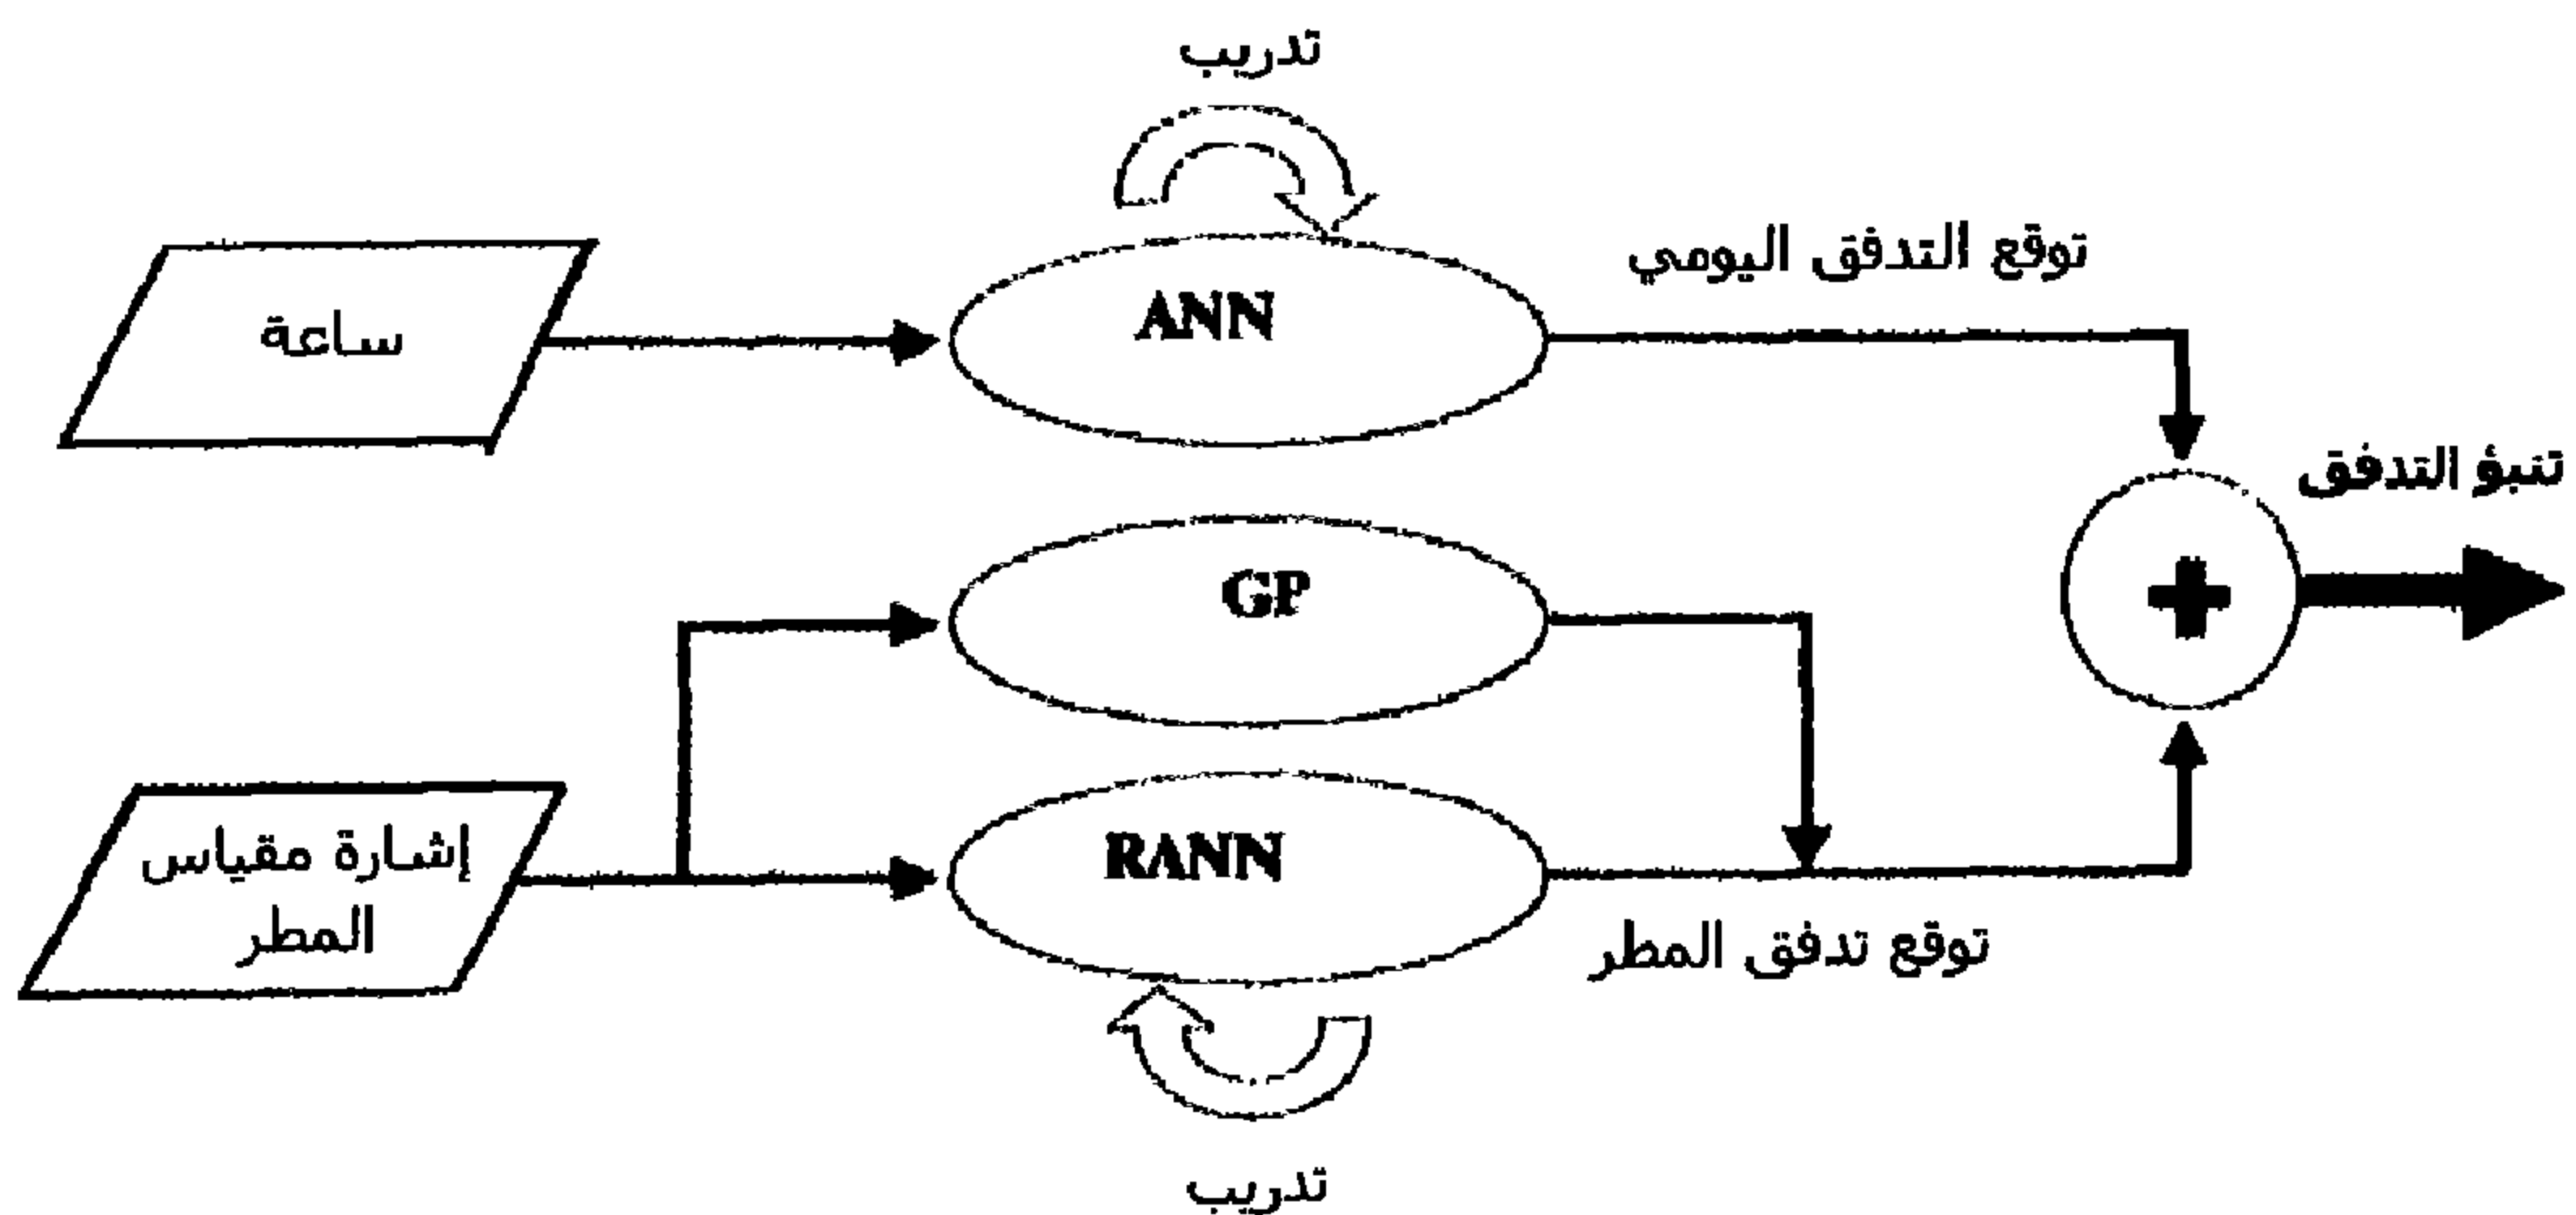 تدريب
ساعة
ANN
توقع التدفق اليومي
تنبؤ التدفق
GP
+
إشارة مقياس
المطر
RANN
توقع تدفق المطر
تدريب